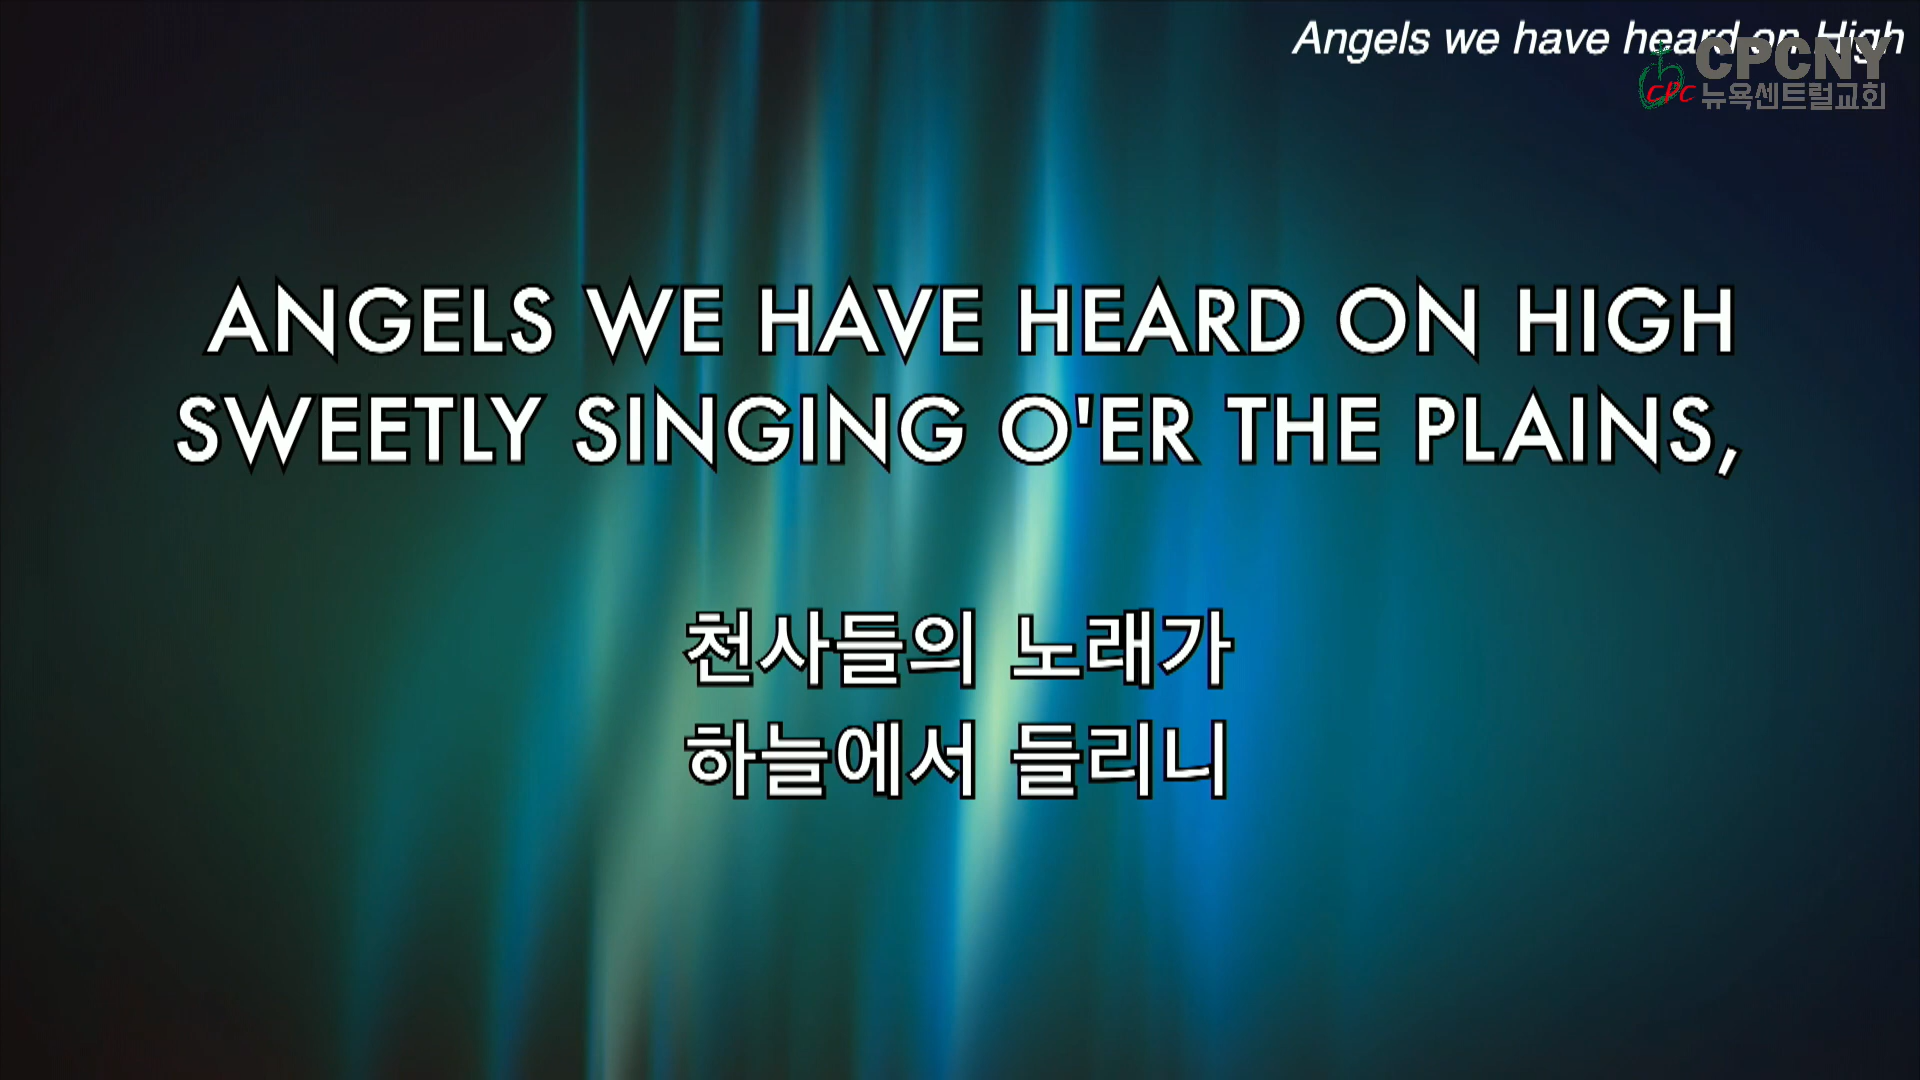 Angels we have heard on High
CPCNY
CPC 뉴욕센트럴교회
ANGELS WE HAVE HEARD ON HIGH
SWEETLY SINGING O'ER THE PLAINS,
천사들의 노래가
하늘에서 들리니